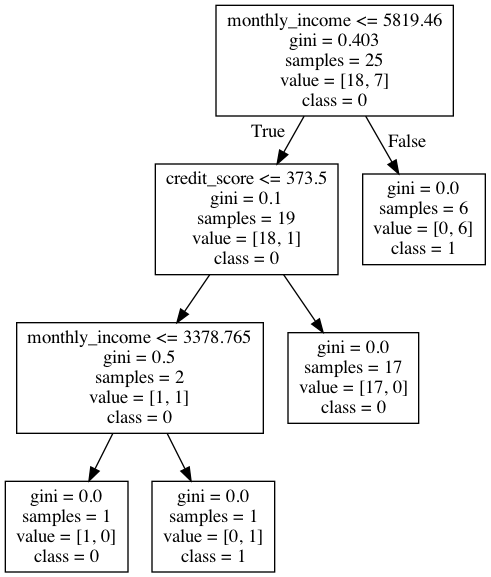 monthly_income <= 5819.46
gini = 0.403
samples = 25
value = [18, 7]
class = 0
True
False
credit_score <= 373.5
gini = 0.1
samples = 19
value = [18, 1]
class = 0
gini = 0.0
samples = 6
value = [0, 6]
class = 1
monthly_income <= 3378.765
gini = 0.5
samples = 2
value = [1, 1]
class = 0
gini = 0.0
samples = 17
value = [17, 0]
class = 0
gini = 0.0
samples = 1
value = [1, 0]
class = 0
gini = 0.0
samples = 1
value = [0, 1]
class = 1